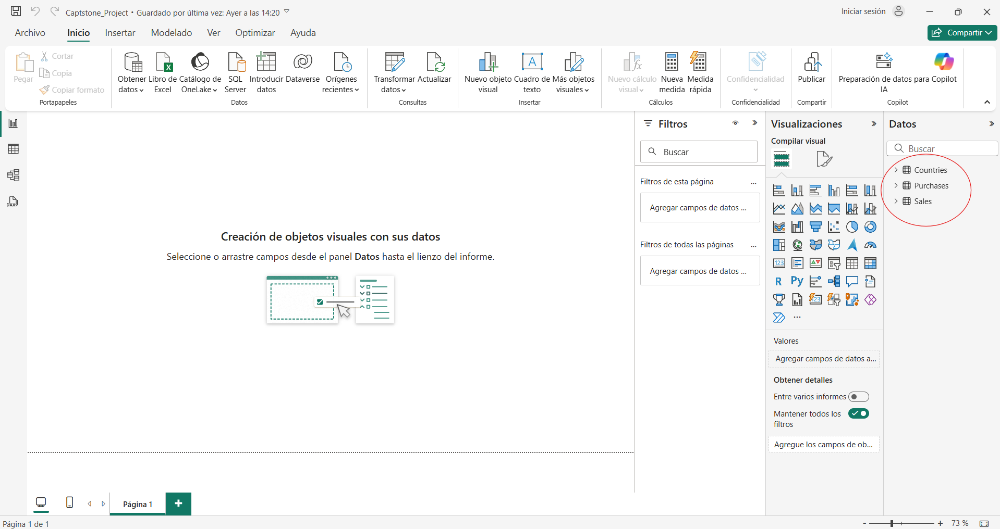 Captstone_Project • Guardado por última vez: Ayer a las 14:20
Iniciar sesión
Archivo
Inicio
Insertar
Modelado
Ver
Optimizar
Ayuda
Compartir
Pegar
Cortar
Copia
Copiar formato
Portapapeles
Obtener
datos
Libro de
Excel
Catálogo de
OneLake
SQL
Server
Introducir
datos
Dataverse
Orígenes
recientes
Datos
Transformar
datos
Actualizar
Consultas
Nuevo objeto
visual
A
Cuadro de
texto
Más objetos
visuales
Insertar
Nuevo cálculo
visual
Nueva
medida
Medida
rápida
Cálculos
Confidencialidad
Confidencialidad
Publicar
Compartir
Preparación de datos para
IA
Copilot
Copilot
DAX
Creación de objetos visuales con sus datos
Seleccione o arrastre campos desde el panel Datos hasta el lienzo del informe.
Filtros
Buscar
Filtros de esta página
...
Agregar campos de datos ...
Filtros de todas las páginas
...
Agregar campos de datos ...
Visualizaciones
Compilar visual
123
R
Py
123
...
Valores
Agregar campos de datos a...
Obtener detalles
Entre varios informes
Mantener todos los
filtros
Agregue los campos de ob...
Datos
Buscar
Countries
Purchases
Sales
Página 1
+
Página 1 de 1
- + 73 %